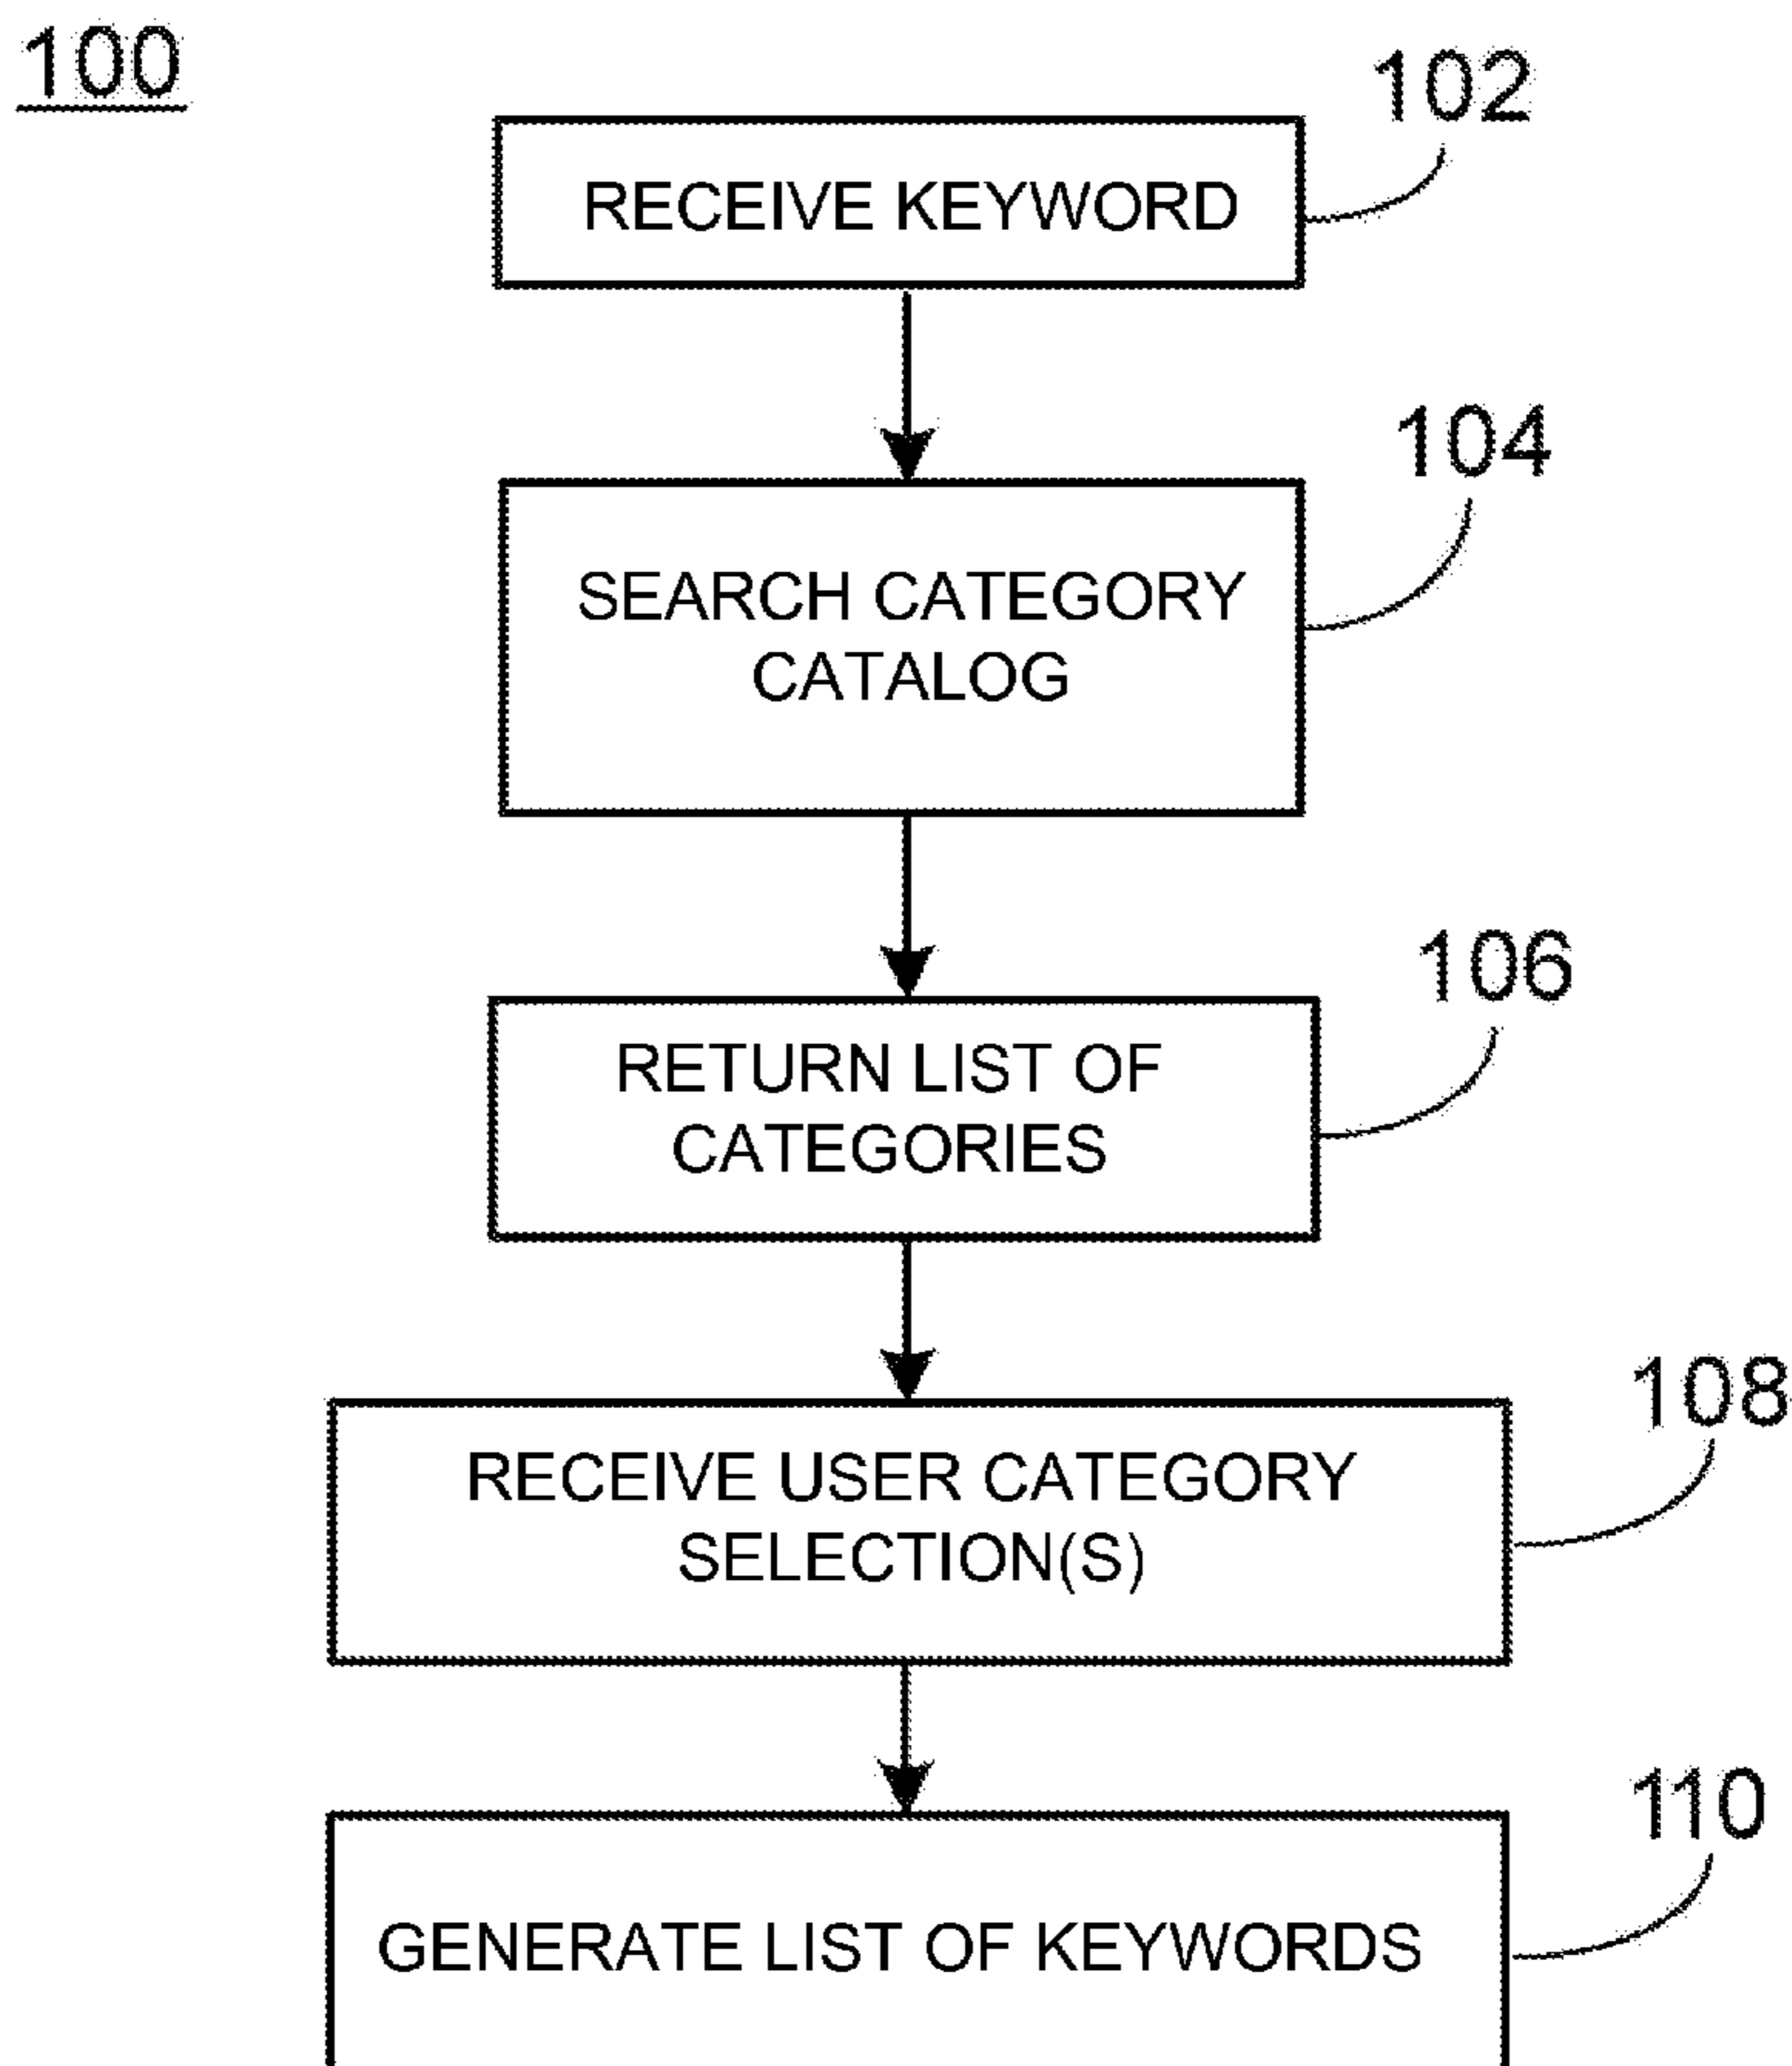 100
102
RECEIVE KEYWORD
104
SEARCH CATEGORY
CATALOG
106
RETURN LIST OF
CATEGORIES
108
RECEIVE USER CATEGORY
SELECTION(S)
110
GENERATE LIST OF KEYWORDS